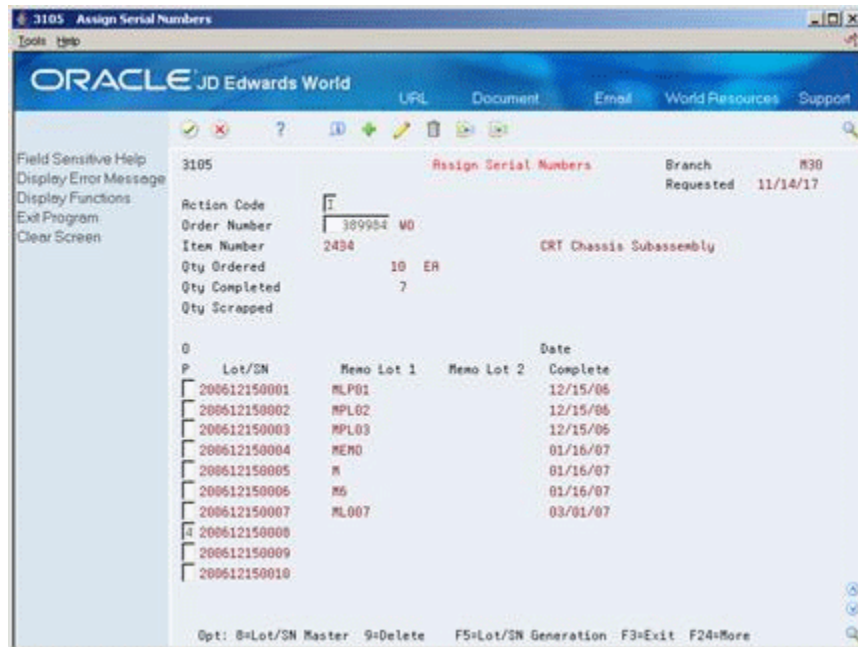 3105 Assign Serial Numbers
Tools Help
ORACLE JD Edwards World
URL Document Email World Resources Support
Field Sensitive Help
Display Error Message
Display Functions
Exit Program
Clear Screen
3105 Assign Serial Numbers Branch M30
Requested 11/14/17
Action Code I
Order Number 389984 WO
Item Number 2434 CRT Chassis Subassembly
Qty Ordered 10 EA
Qty Completed 7
Qty Scrapped
O Date
P Lot/SN Memo Lot 1 Memo Lot 2 Complete
200612150001 MLP01 12/15/06
200612150002 MPL02 12/15/06
200612150003 MPL03 12/15/06
200612150004 MEMO 01/16/07
200612150005 M 01/16/07
200612150006 M6 01/16/07
200612150007 ML007 03/01/07
4 200612150008
200612150009
200612150010
Opt: 8=Lot/SN Master 9=Delete F5=Lot/SN Generation F3=Exit F24=More